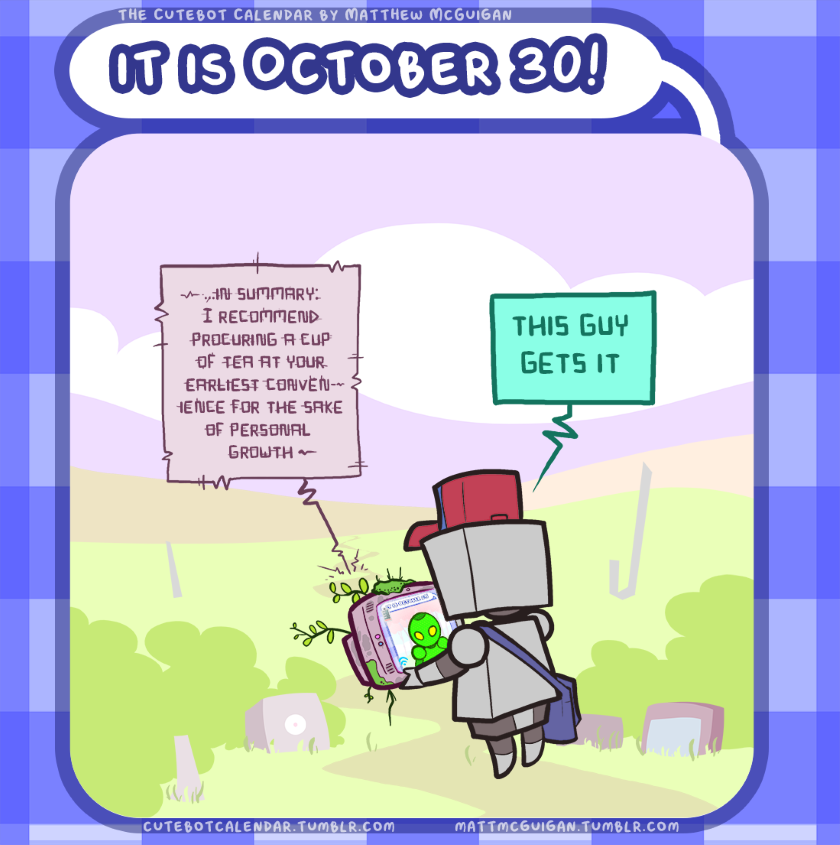 THE CUTEBOT CALENDAR BY MATTHEW MCGUIGAN
IT IS OCTOBER 30!
...IN SUMMARY:
I RECOMMEND
PROCURING A CUP
OF TEA AT YOUR
EARLIEST CONVEN-
IENCE FOR THE SAKE
OF PERSONAL
GROWTH
THIS GUY
GETS IT
CUTEBOTCALENDAR.TUMBLR.COM
MATTMCGUIGAN.TUMBLR.COM